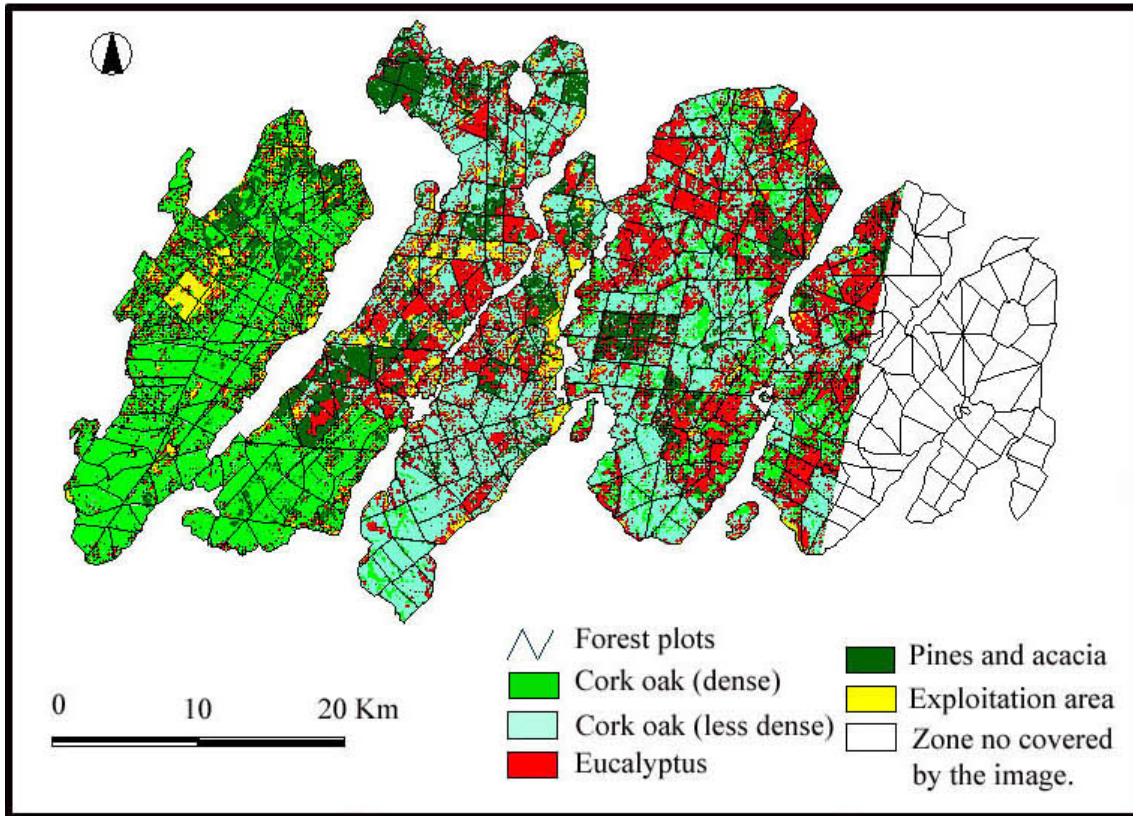 Forest plots
Cork oak (dense)
Cork oak (less dense)
Eucalyptus
Pines and acacia
Exploitation area
Zone no covered
by the image.
0 10 20 Km